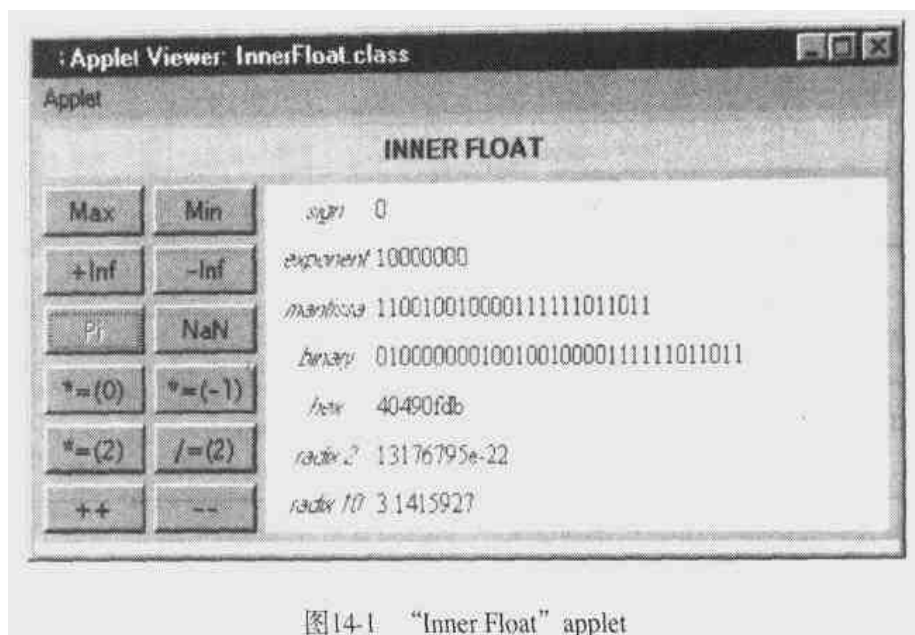 Applet Viewer: InnerFloat.class
Applet
INNER FLOAT
Max Min
+Inf -Inf
Pi NaN
*=(0) *=(-1)
*=(2) /=(2)
++ --
sign 0
exponent 10000000
mantissa 110010010000111111011011
binary 01000000010010010000111111011011
hex 40490fdb
radix 2 13176795e-22
radix 10 3.1415927
图14-1 “Inner Float” applet